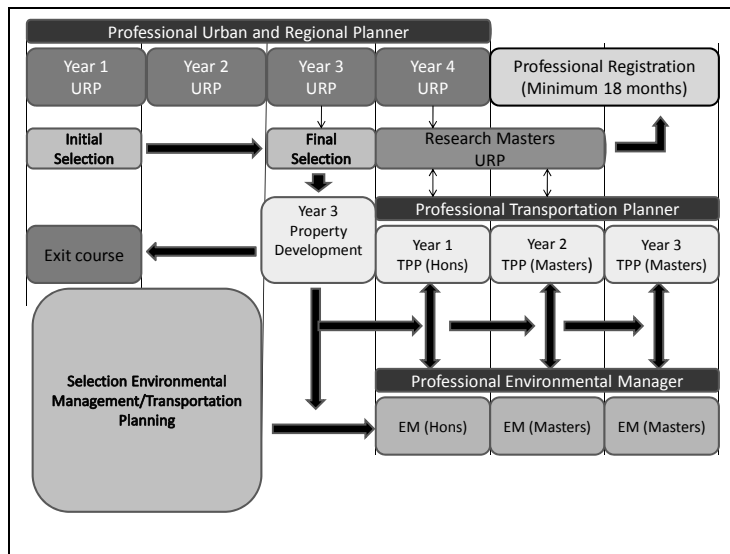 Professional Urban and Regional Planner
Year 1
URP
Year 2
URP
Year 3
URP
Year 4
URP
Professional Registration
(Minimum 18 months)
Initial
Selection
Final
Selection
Research Masters
URP
Professional Transportation Planner
Exit course
Year 3
Property
Development
Year 1
TPP (Hons)
Year 2
TPP (Masters)
Year 3
TPP (Masters)
Selection Environmental
Management/Transportation
Planning
Professional Environmental Manager
EM (Hons)
EM (Masters)
EM (Masters)